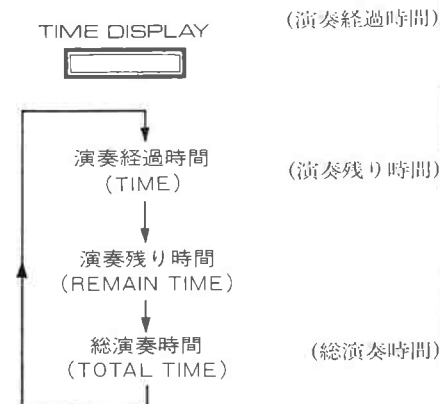 TIME DISPLAY
(演奏経過時間)
演奏経過時間
(TIME)
(演奏残り時間)
演奏残り時間
(REMAIN TIME)
総演奏時間
(TOTAL TIME)
(総演奏時間)